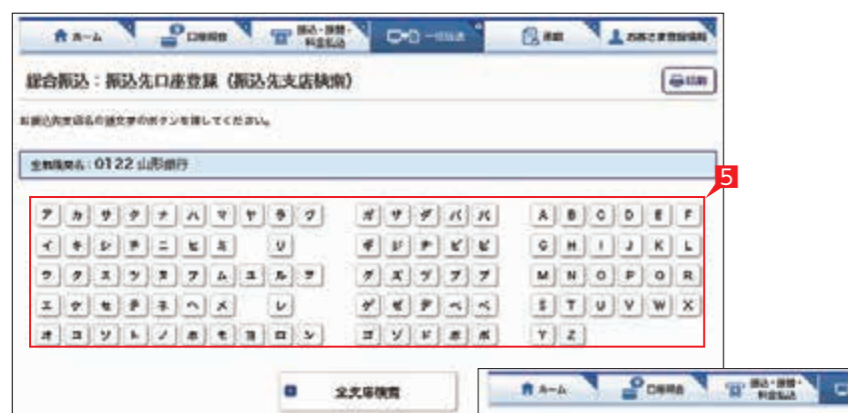 ホーム 口座照会 振込・振替・料金払込 一括伝送 承認 お客さま登録情報
総合振込：振込先口座登録（振込先支店検索） 印刷
お振込先支店名の頭文字のボタンを押してください。
金融機関名：0122 山形銀行
5
ア カ サ タ ナ ハ マ ヤ ラ ワ ガ ザ ダ バ パ A B C D E F
イ キ シ チ ニ ヒ ミ リ ギ ジ ヂ ビ ピ G H I J K L
ウ ク ス ツ ヌ フ ム ユ ル ヲ グ ズ ヅ ブ プ M N O P Q R
エ ケ セ テ ネ ヘ メ レ ゲ ゼ デ ベ ペ S T U V W X
オ コ ソ ト ノ ホ モ ヨ ロ ン ゴ ゾ ド ボ ポ Y Z
全支店検索
ホーム 口座照会 振込・振替・料金払込